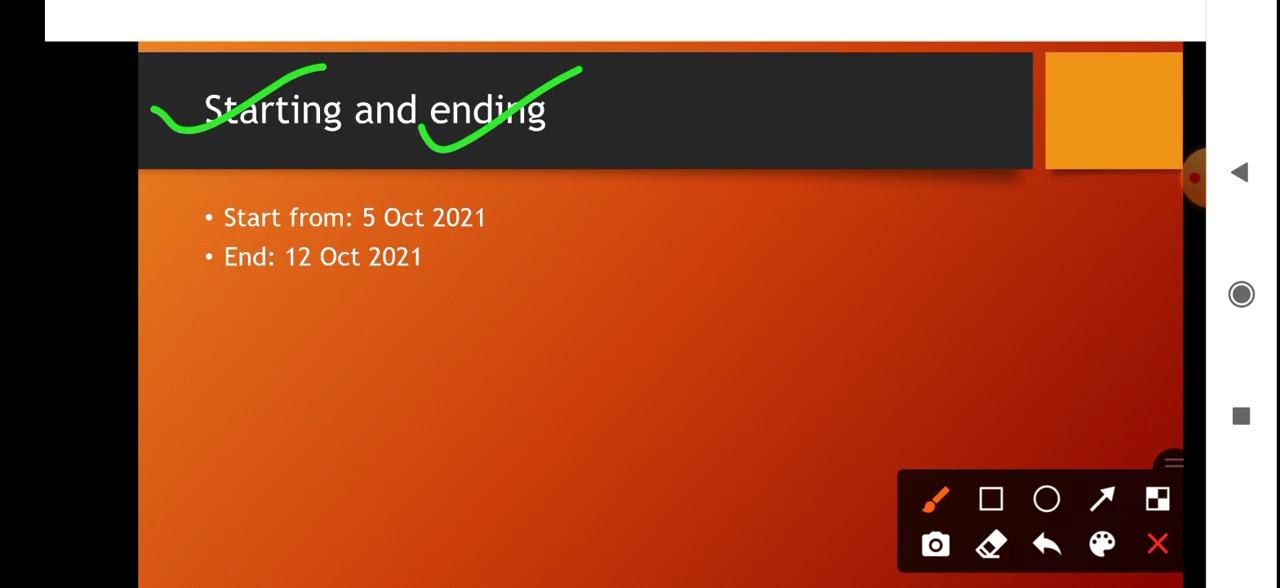 Starting and ending
• Start from: 5 Oct 2021
• End: 12 Oct 2021